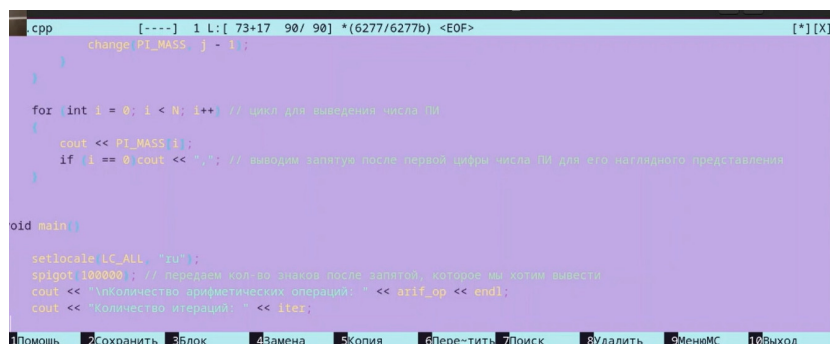 .cpp [----] 1 L:[ 73+17 90/ 90] *(6277/6277b) <EOF> [*][X]
change(PI_MASS, j - 1);
}
}
for (int i = 0; i < N; i++) // цикл для выведения числа ПИ
{
cout << PI_MASS[i];
if (i == 0)cout << ","; // выводим запятую после первой цифры числа ПИ для его наглядного представления
}
oid main()
setlocale(LC_ALL, "ru");
spigot(100000); // передаем кол-во знаков после запятой, которое мы хотим вывести
cout << "\nКоличество арифметических операций: " << arif_op << endl;
cout << "Количество итераций: " << iter;
1Помощь 2Сохранить 3Блок 4Замена 5Копия 6Пере~тить 7Поиск 8Удалить 9МенюМС 10Выход